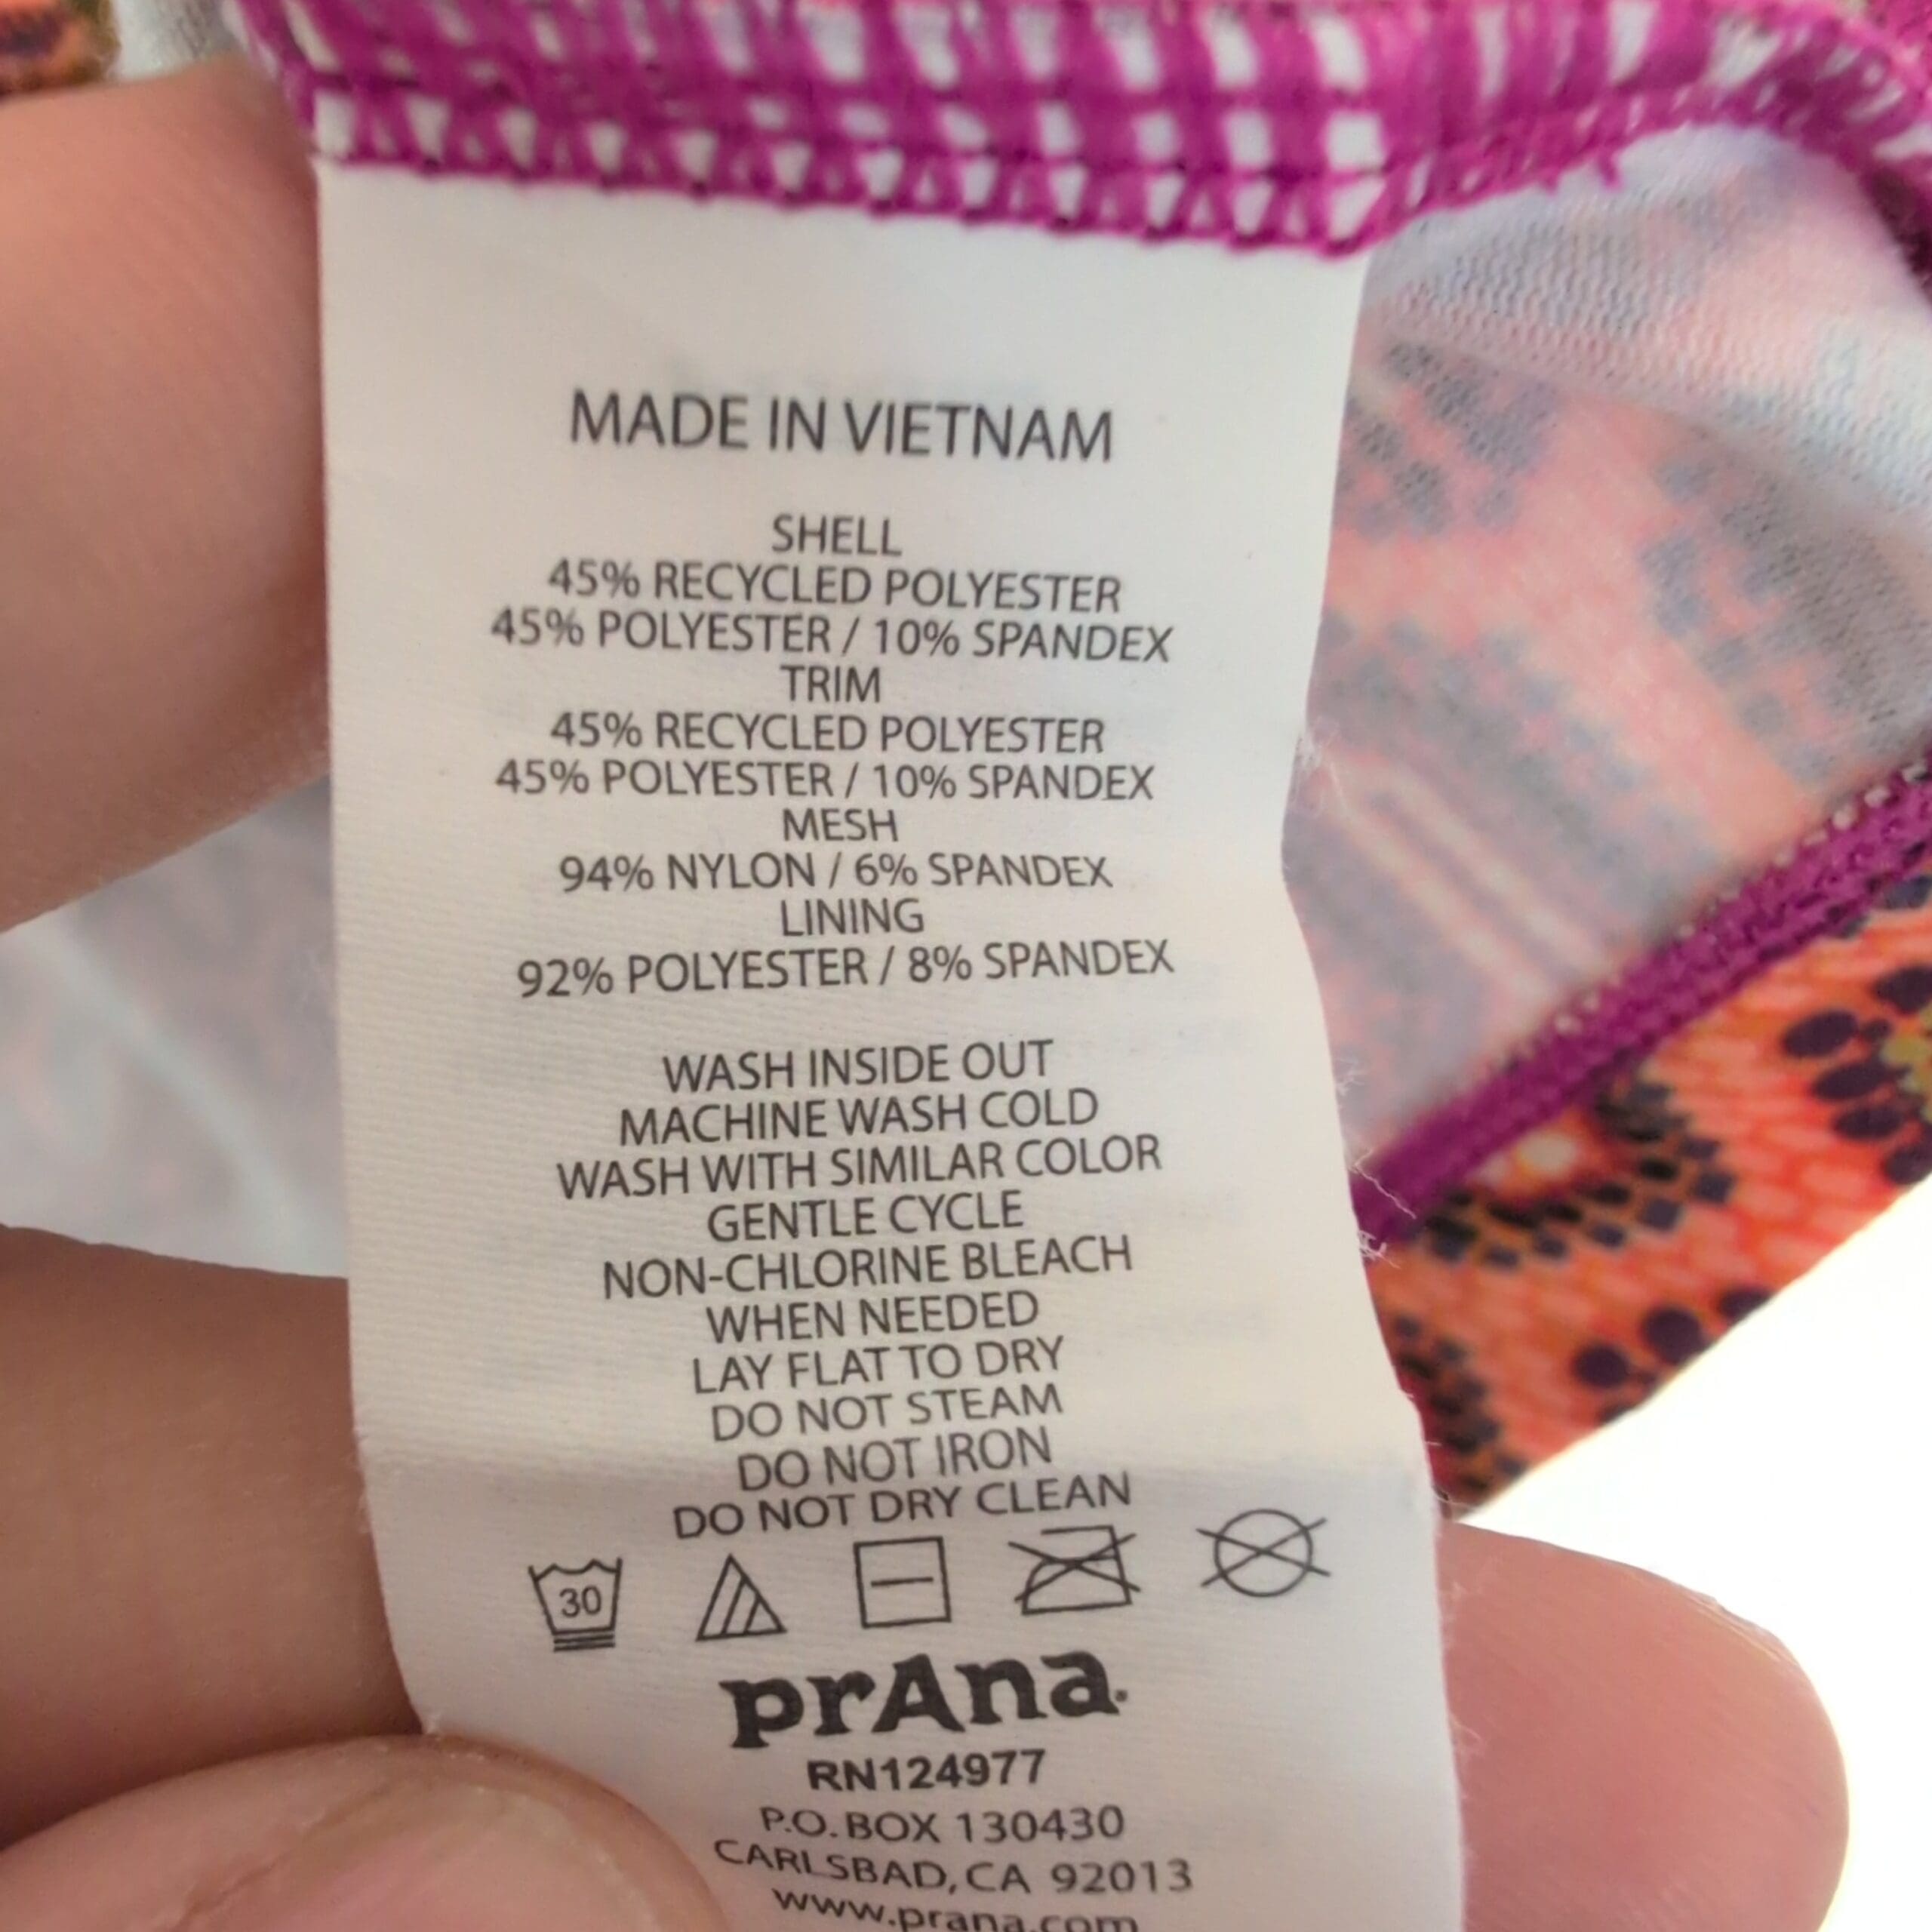 MADE IN VIETNAM
SHELL
45% RECYCLED POLYESTER
45% POLYESTER / 10% SPANDEX
TRIM
45% RECYCLED POLYESTER
45% POLYESTER / 10% SPANDEX
MESH
94% NYLON / 6% SPANDEX
LINING
92% POLYESTER / 8% SPANDEX
WASH INSIDE OUT
MACHINE WASH COLD
WASH WITH SIMILAR COLOR
GENTLE CYCLE
NON-CHLORINE BLEACH
WHEN NEEDED
LAY FLAT TO DRY
DO NOT STEAM
DO NOT IRON
DO NOT DRY CLEAN
30
prAna
RN124977
P.O. BOX 130430
CARLSBAD, CA 92013
www.prana.com